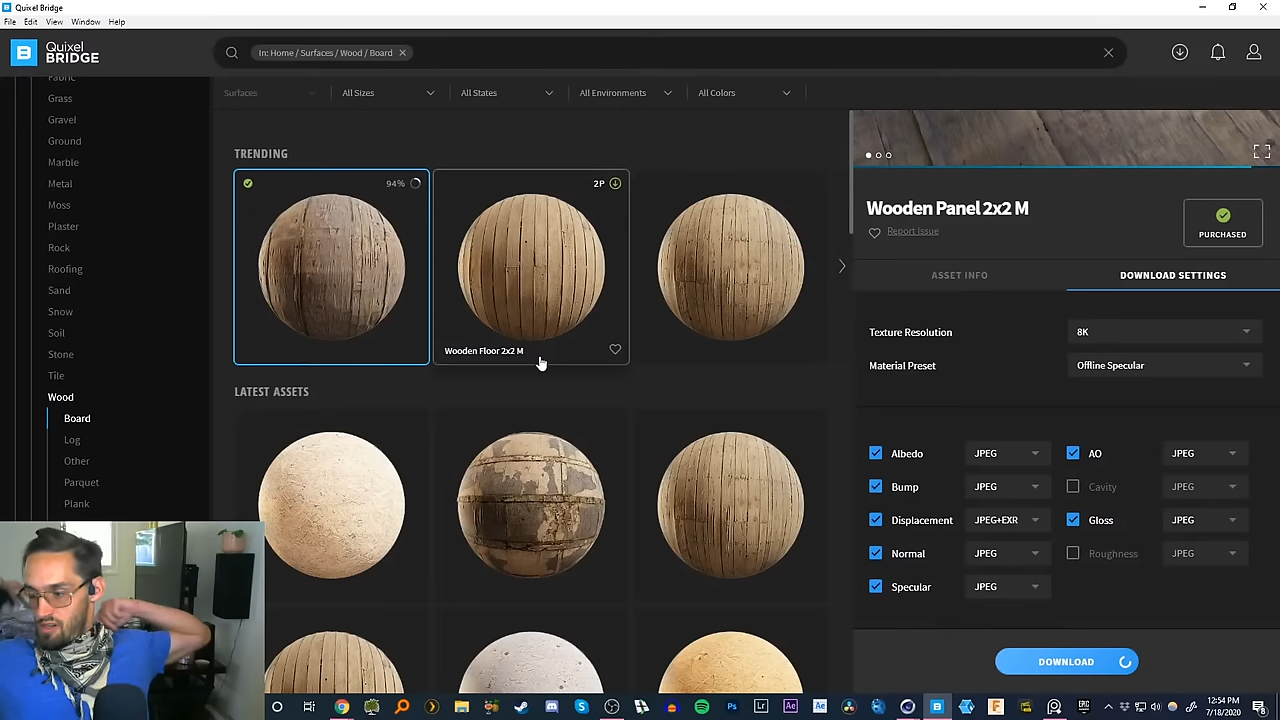 Quixel Bridge
File Edit View Window Help
B Quixel
BRIDGE
In: Home / Surfaces / Wood / Board
Surfaces All Sizes All States All Environments All Colors
Fabric
Grass
Gravel
Ground
Marble
Metal
Moss
Plaster
Rock
Roofing
Sand
Snow
Soil
Stone
Tile
Wood
Board
Log
Other
Parquet
Plank
TRENDING
94%
2P
Wooden Floor 2x2 M
LATEST ASSETS
Wooden Panel 2x2 M
Report Issue
PURCHASED
ASSET INFO DOWNLOAD SETTINGS
Texture Resolution 8K
Material Preset Offline Specular
Albedo JPEG AO JPEG
Bump JPEG Cavity JPEG
Displacement JPEG+EXR Gloss JPEG
Normal JPEG Roughness JPEG
Specular JPEG
DOWNLOAD
Ps Lr Ae Ae B F
12:54 PM
7/18/2020